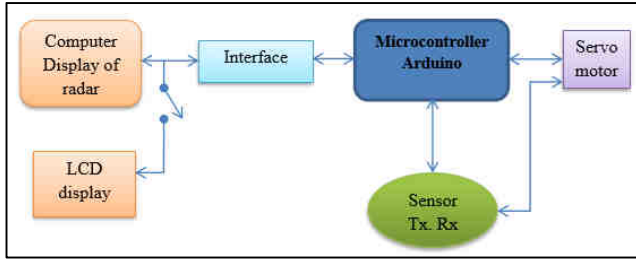 Computer
Display of
radar
Interface
Microcontroller
Arduino
Servo
motor
LCD
display
Sensor
Tx. Rx